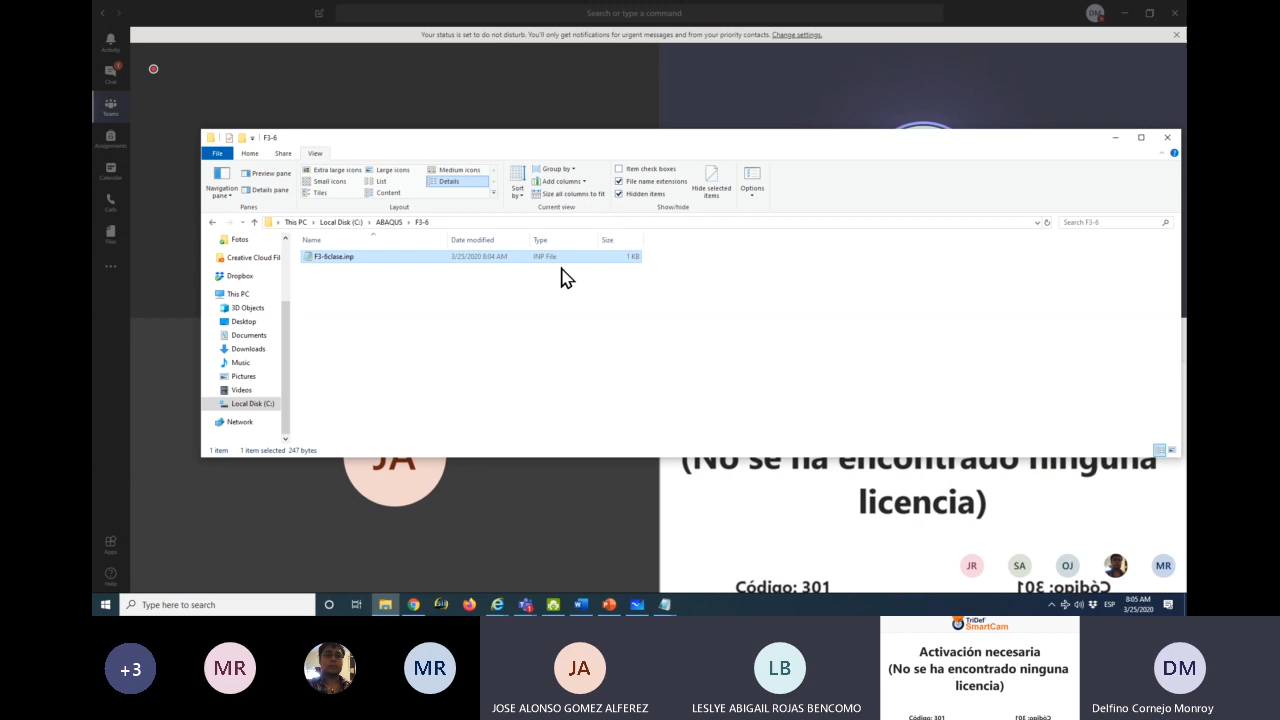 Search or type a command
DM
Your status is set to do not disturb. You'll only get notifications for urgent messages and from your priority contacts. Change settings.
Activity
Chat
Teams
Assignments
Calendar
Calls
Files
Apps
Help
F3-6
File
Home
Share
View
Navigation pane
Preview pane
Details pane
Panes
Extra large icons
Large icons
Medium icons
Small icons
List
Details
Tiles
Content
Layout
Sort by
Group by
Add columns
Size all columns to fit
Current view
Item check boxes
File name extensions
Hidden items
Hide selected items
Show/hide
Options
This PC > Local Disk (C:) > ABAQUS > F3-6
Search F3-6
Name
Date modified
Type
Size
F3-6clase.inp
3/25/2020 8:04 AM
INP File
1 KB
Fotos
Creative Cloud Fil
Dropbox
This PC
3D Objects
Desktop
Documents
Downloads
Music
Pictures
Videos
Local Disk (C:)
Network
1 item
1 item selected 247 bytes
JA
(No se ha encontrado ninguna
licencia)
JR
SA
OJ
MR
Código: 301
Código: 301
Type here to search
ESP
8:05 AM
3/25/2020
+3
MR
MR
JA
JOSE ALONSO GOMEZ ALFEREZ
LB
LESLYE ABIGAIL ROJAS BENCOMO
TriDef
SmartCam
Activación necesaria
(No se ha encontrado ninguna
licencia)
Código: 301
Código: 301
DM
Delfino Cornejo Monroy